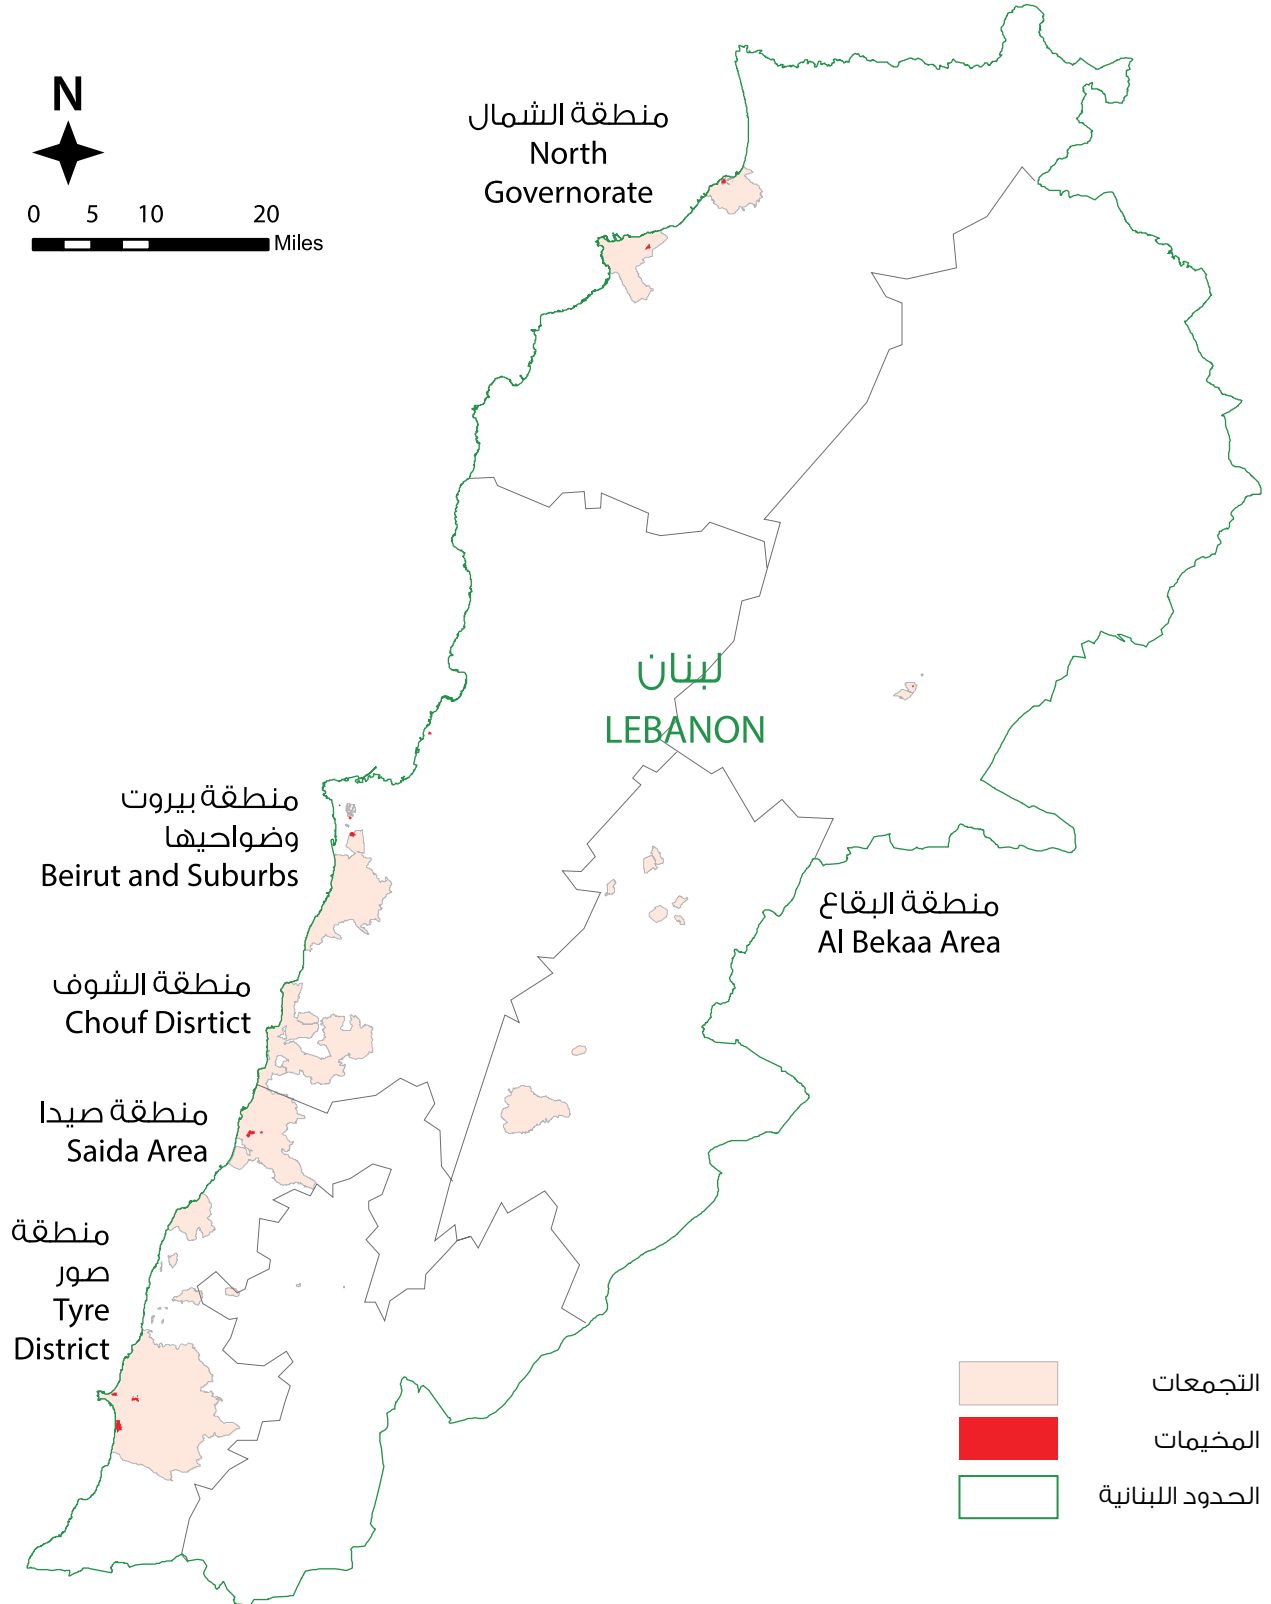 منطقة الشمال
North
Governorate
N
0 5 10 20
Miles
لبنان
LEBANON
منطقة بيروت
وضواحيها
Beirut and Suburbs
منطقة البقاع
Al Bekaa Area
منطقة الشوف
Chouf Disrtict
منطقة صيدا
Saida Area
منطقة
صور
Tyre
District
التجمعات
المخيمات
الحدود اللبنانية